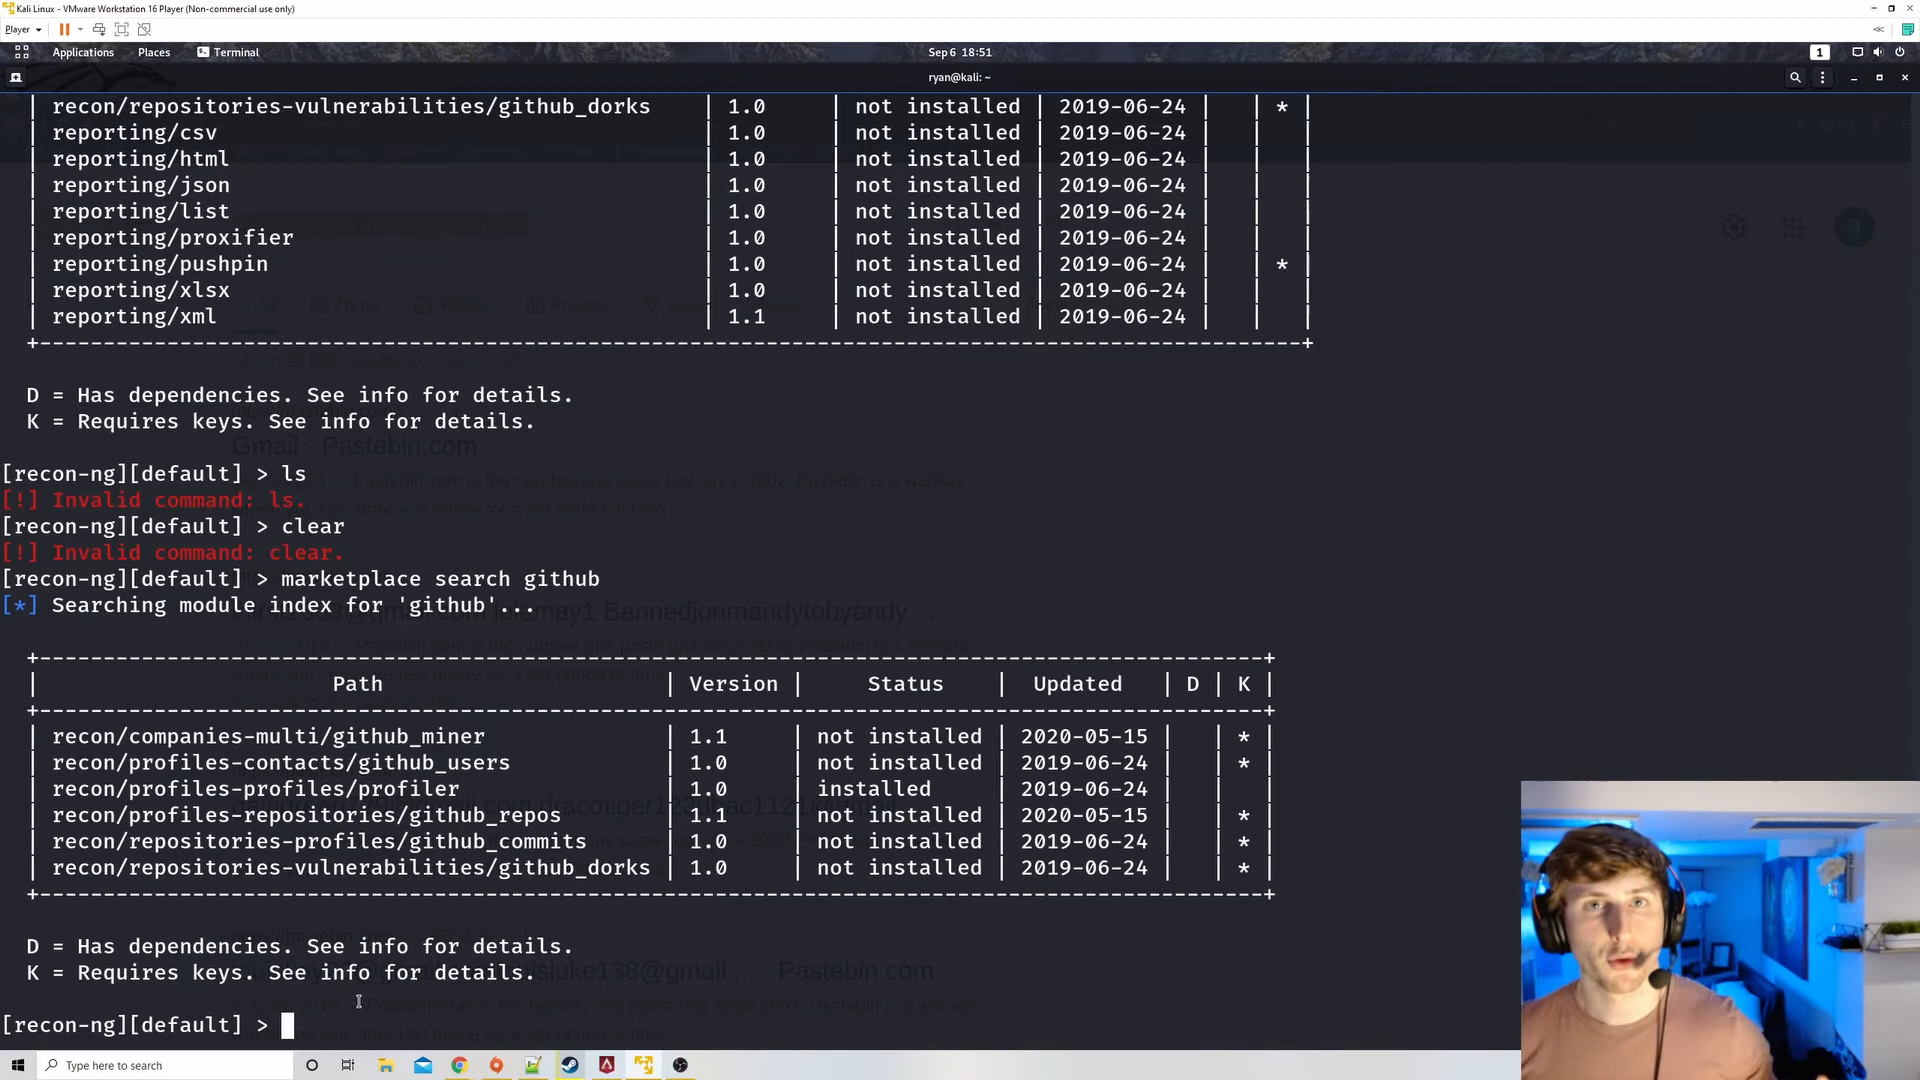 Kali Linux - VMware Workstation 16 Player (Non-commercial use only)
Player
Applications Places Terminal Sep 6 18:51 1
ryan@kali: ~
| recon/repositories-vulnerabilities/github_dorks | 1.0 | not installed | 2019-06-24 | | * |
| reporting/csv | 1.0 | not installed | 2019-06-24 | | |
| reporting/html | 1.0 | not installed | 2019-06-24 | | |
| reporting/json | 1.0 | not installed | 2019-06-24 | | |
| reporting/list | 1.0 | not installed | 2019-06-24 | | |
| reporting/proxifier | 1.0 | not installed | 2019-06-24 | | |
| reporting/pushpin | 1.0 | not installed | 2019-06-24 | | * |
| reporting/xlsx | 1.0 | not installed | 2019-06-24 | | |
| reporting/xml | 1.1 | not installed | 2019-06-24 | | |
D = Has dependencies. See info for details.
K = Requires keys. See info for details.
Gmail - Pastebin.com
[recon-ng][default] > ls
[!] Invalid command: ls.
[recon-ng][default] > clear
[!] Invalid command: clear.
[recon-ng][default] > marketplace search github
[*] Searching module index for 'github'...
| Path | Version | Status | Updated | D | K |
| recon/companies-multi/github_miner | 1.1 | not installed | 2020-05-15 | | * |
| recon/profiles-contacts/github_users | 1.0 | not installed | 2019-06-24 | | * |
| recon/profiles-profiles/profiler | 1.0 | installed | 2019-06-24 | | |
| recon/profiles-repositories/github_repos | 1.1 | not installed | 2020-05-15 | | * |
| recon/repositories-profiles/github_commits | 1.0 | not installed | 2019-06-24 | | * |
| recon/repositories-vulnerabilities/github_dorks | 1.0 | not installed | 2019-06-24 | | * |
D = Has dependencies. See info for details.
K = Requires keys. See info for details.
[recon-ng][default] >
Type here to search